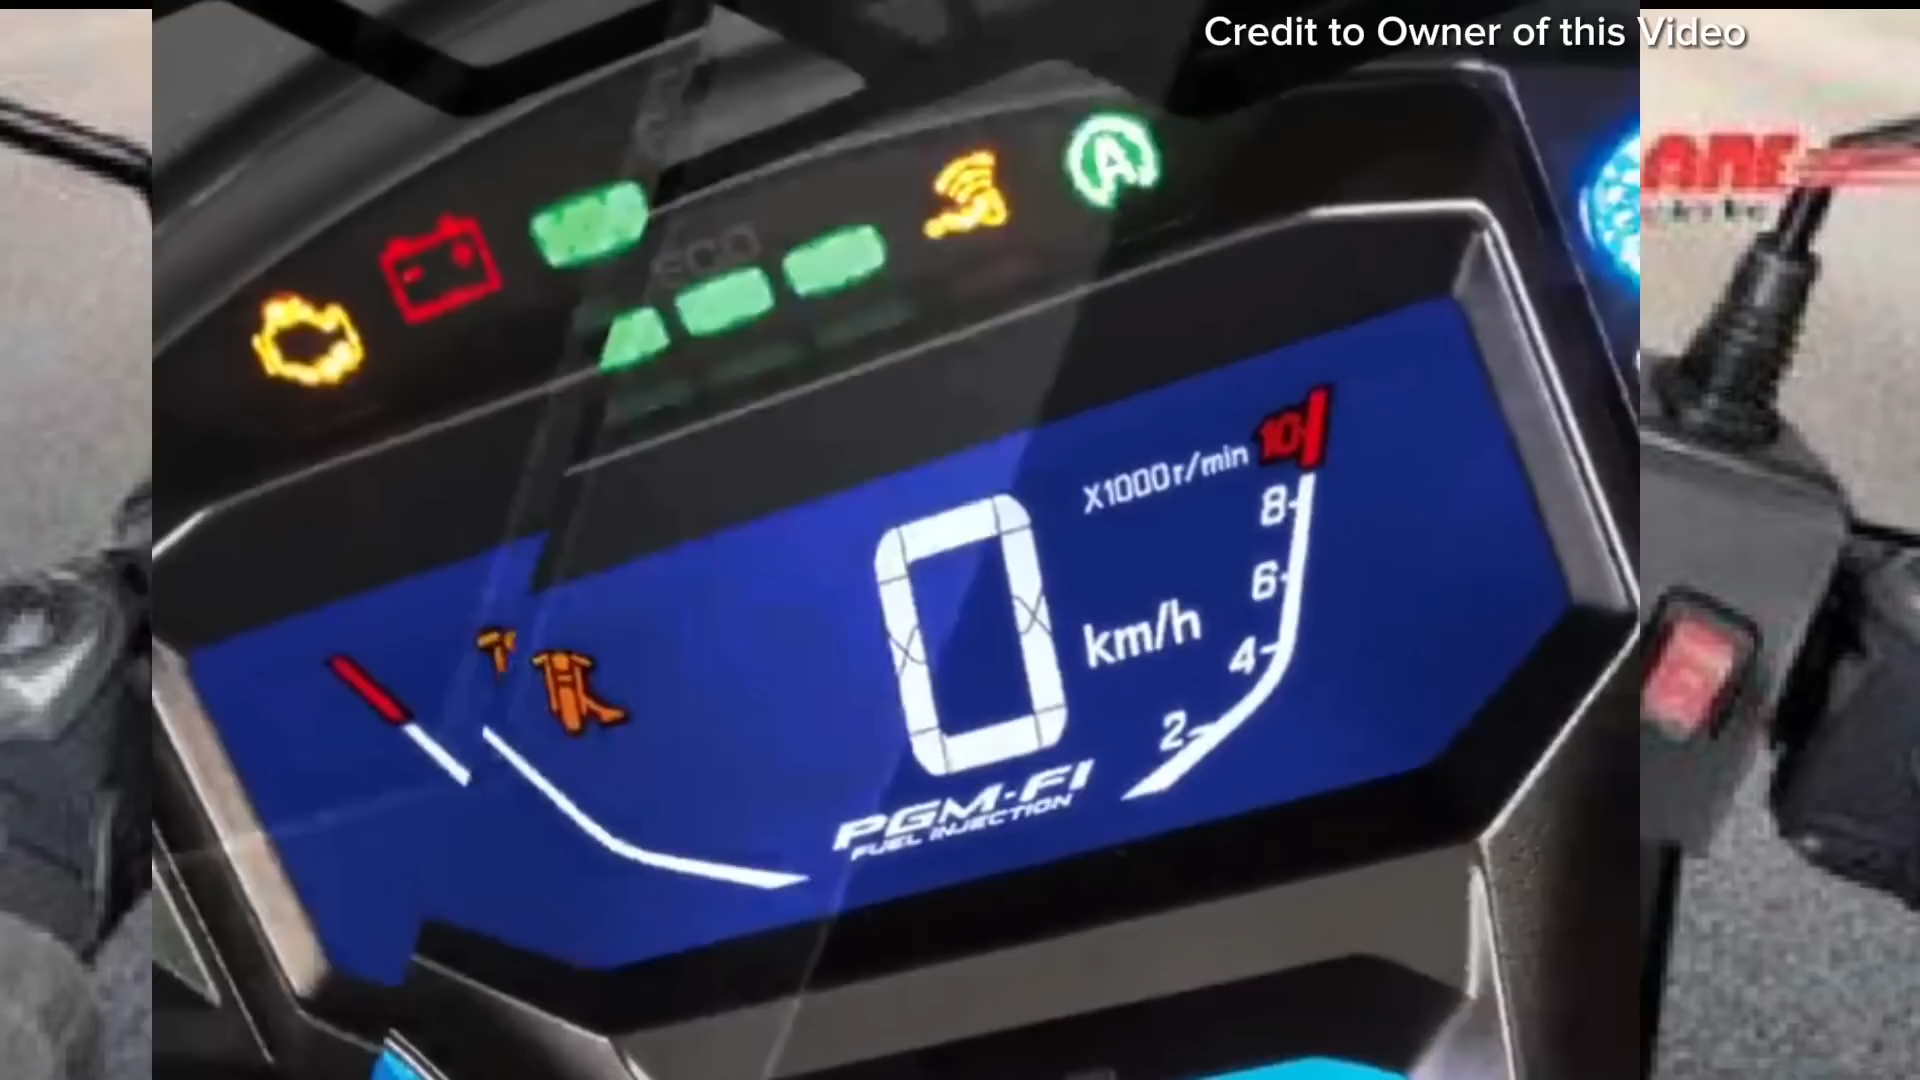 Credit to Owner of this Video
A
eco
X1000r/min
10
8
6
4
2
0
km/h
PGM-FI
FUEL INJECTION